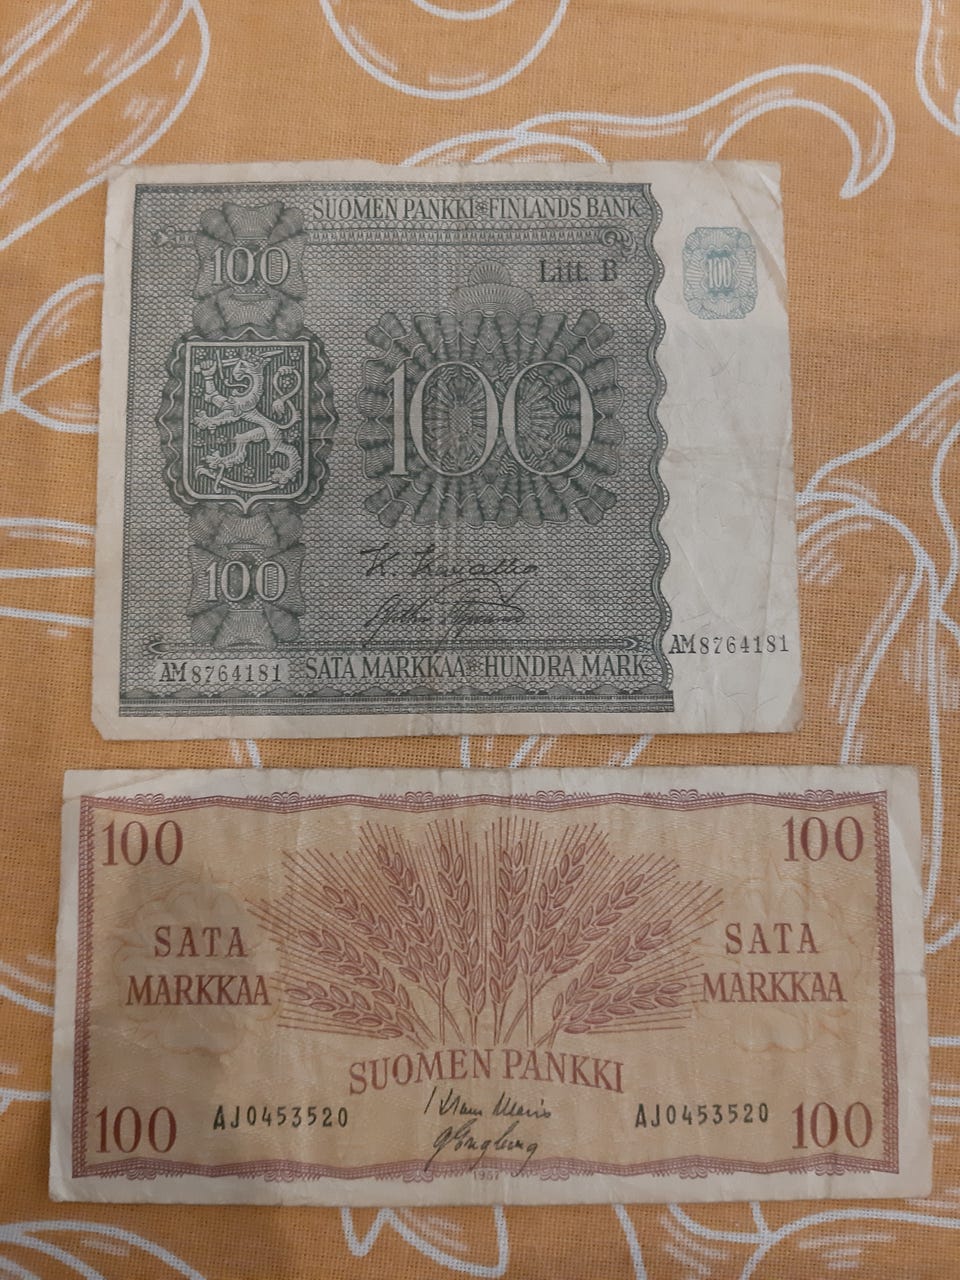 SUOMEN PANKKI FINLANDS BANK
100
Litt. B
100
100
100
AM8764181
AM8764181 SATA MARKKAA HUNDRA MARK
100
100
SATA
MARKKAA
SATA
MARKKAA
SUOMEN PANKKI
100
AJ0453520
AJ0453520
100
1957